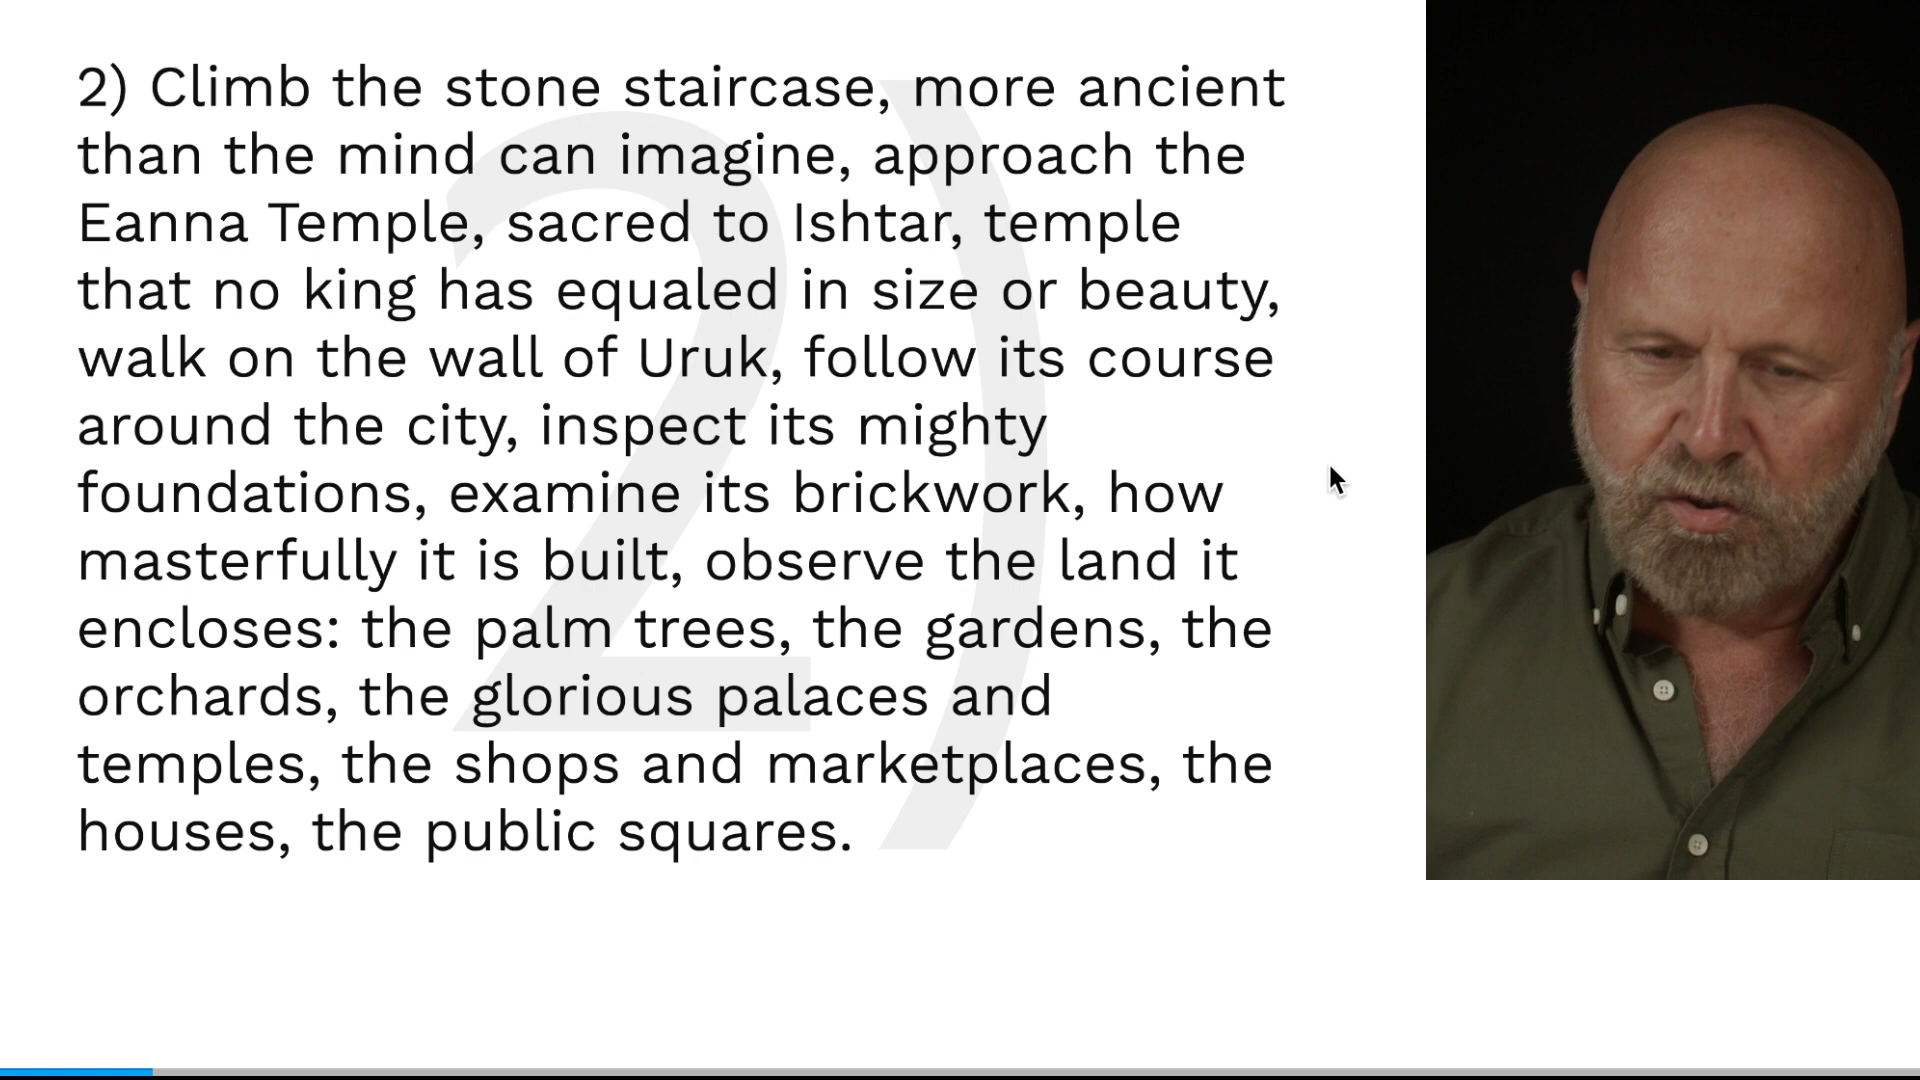 2) Climb the stone staircase, more ancient
than the mind can imagine, approach the
Eanna Temple, sacred to Ishtar, temple
that no king has equaled in size or beauty,
walk on the wall of Uruk, follow its course
around the city, inspect its mighty
foundations, examine its brickwork, how
masterfully it is built, observe the land it
encloses: the palm trees, the gardens, the
orchards, the glorious palaces and
temples, the shops and marketplaces, the
houses, the public squares.
2)